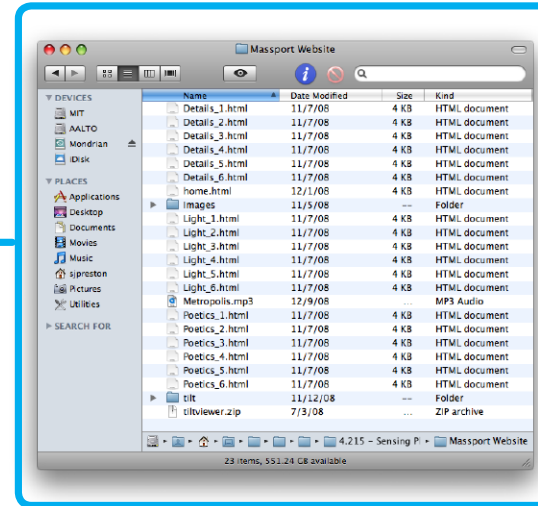 Massport Website
DEVICES
MIT
AALTO
Mondrian
iDisk
PLACES
Applications
Desktop
Documents
Movies
Music
sjpreston
Pictures
Utilities
SEARCH FOR
Name Date Modified Size Kind
Details_1.html 11/7/08 4 KB HTML document
Details_2.html 11/7/08 4 KB HTML document
Details_3.html 11/7/08 4 KB HTML document
Details_4.html 11/7/08 4 KB HTML document
Details_5.html 11/7/08 4 KB HTML document
Details_6.html 11/7/08 4 KB HTML document
home.html 12/1/08 4 KB HTML document
Images 11/5/08 -- Folder
Light_1.html 11/7/08 4 KB HTML document
Light_2.html 11/7/08 4 KB HTML document
Light_3.html 11/7/08 4 KB HTML document
Light_4.html 11/7/08 4 KB HTML document
Light_5.html 11/7/08 4 KB HTML document
Light_6.html 11/7/08 4 KB HTML document
Metropolis.mp3 12/9/08 ... MP3 Audio
Poetics_1.html 11/7/08 4 KB HTML document
Poetics_2.html 11/7/08 4 KB HTML document
Poetics_3.html 11/7/08 4 KB HTML document
Poetics_4.html 11/7/08 4 KB HTML document
Poetics_5.html 11/7/08 4 KB HTML document
Poetics_6.html 11/7/08 4 KB HTML document
tilt 11/12/08 -- Folder
tiltviewer.zip 7/3/08 ... ZIP archive
4.215 – Sensing Pl Massport Website
23 items, 551.24 GB available